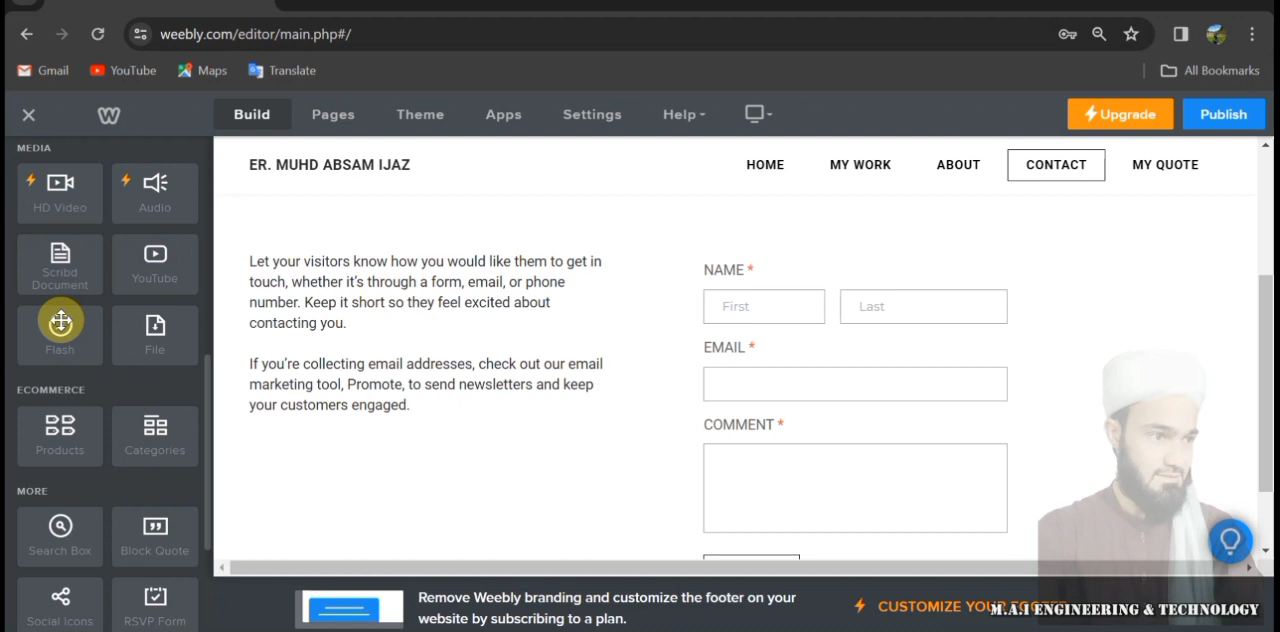 weebly.com/editor/main.php#/
Gmail YouTube Maps Translate All Bookmarks
Build Pages Theme Apps Settings Help Upgrade Publish
MEDIA
HD Video Audio
Scribd
Document
YouTube
Flash File
ECOMMERCE
Products Categories
MORE
Search Box Block Quote
Social Icons RSVP Form
ER. MUHD ABSAM IJAZ HOME MY WORK ABOUT CONTACT MY QUOTE
Let your visitors know how you would like them to get in
touch, whether it's through a form, email, or phone
number. Keep it short so they feel excited about
contacting you.
If you're collecting email addresses, check out our email
marketing tool, Promote, to send newsletters and keep
your customers engaged.
NAME *
First Last
EMAIL *
COMMENT *
Remove Weebly branding and customize the footer on your
website by subscribing to a plan.
CUSTOMIZE YOUR
M.A.I ENGINEERING & TECHNOLOGY